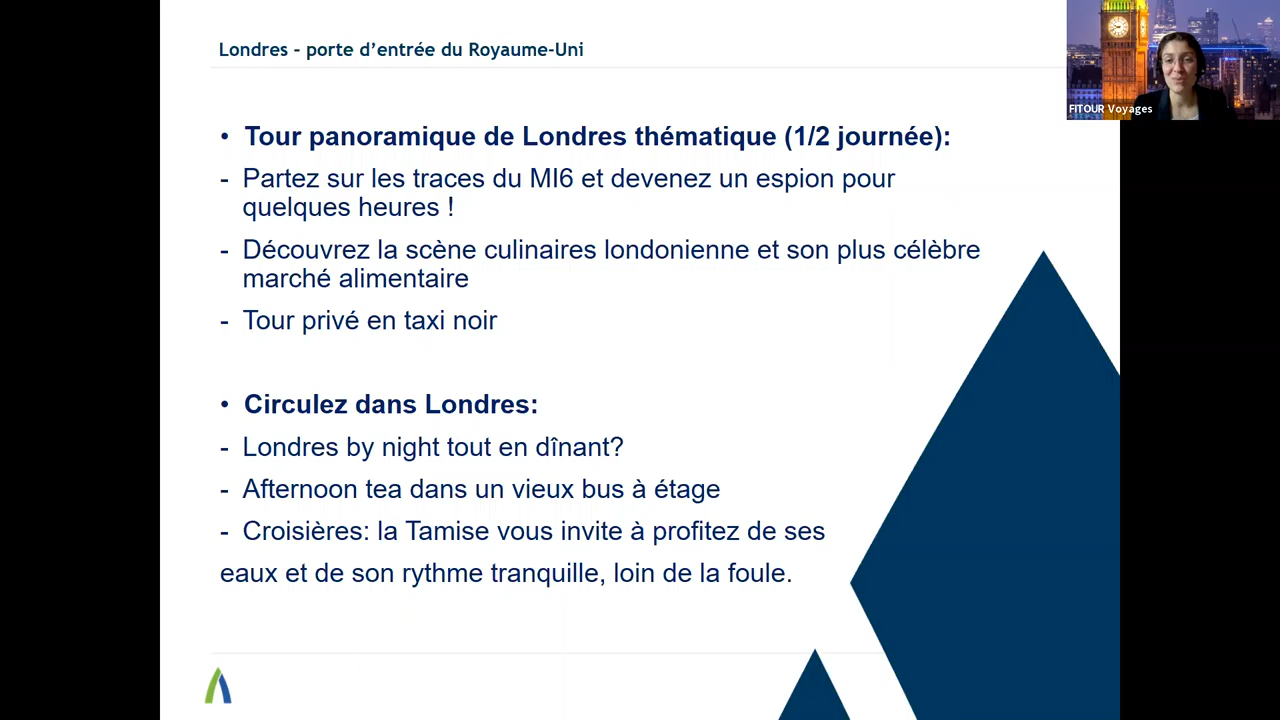 Londres - porte d’entrée du Royaume-Uni
FITOUR Voyages
• Tour panoramique de Londres thématique (1/2 journée):
- Partez sur les traces du MI6 et devenez un espion pour
quelques heures !
- Découvrez la scène culinaires londonienne et son plus célèbre
marché alimentaire
- Tour privé en taxi noir
• Circulez dans Londres:
- Londres by night tout en dînant?
- Afternoon tea dans un vieux bus à étage
- Croisières: la Tamise vous invite à profitez de ses
eaux et de son rythme tranquille, loin de la foule.